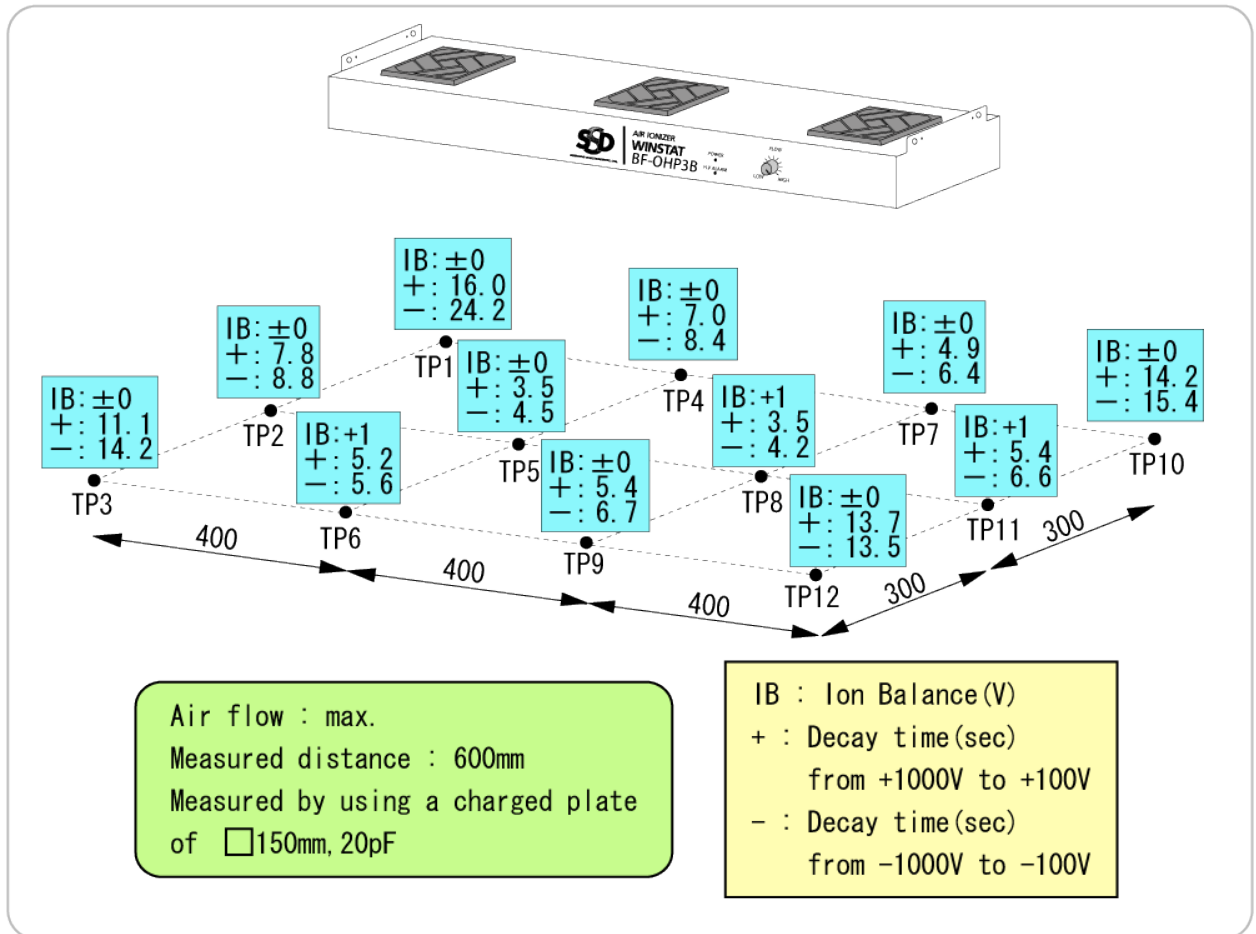 SSD
AIR IONIZER
WINSTAT
BF-OHP3B
POWER
FLOW
LOW
HIGH
IB:±0
+:16.0
−:24.2
TP1
IB:±0
+:7.0
−:8.4
TP4
IB:±0
+:7.8
−:8.8
TP2
IB:±0
+:4.9
−:6.4
TP7
IB:±0
+:14.2
−:15.4
TP10
IB:±0
+:3.5
−:4.5
TP5
IB:±0
+:11.1
−:14.2
TP3
IB:+1
+:3.5
−:4.2
TP8
IB:+1
+:5.2
−:5.6
TP6
IB:+1
+:5.4
−:6.6
TP11
IB:±0
+:5.4
−:6.7
TP9
IB:±0
+:13.7
−:13.5
TP12
400
400
400
300
300
Air flow : max.
Measured distance : 600mm
Measured by using a charged plate
of □150mm, 20pF
IB : Ion Balance(V)
+ : Decay time(sec)
from +1000V to +100V
− : Decay time(sec)
from −1000V to −100V